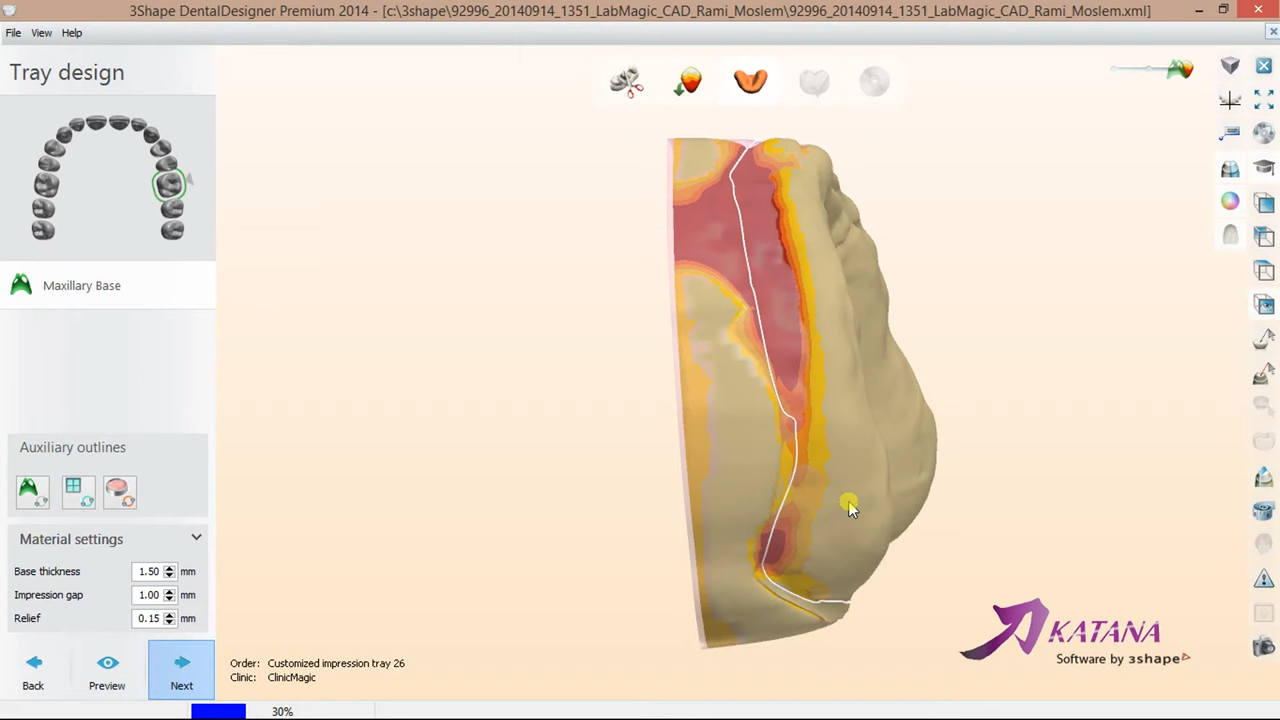 3Shape DentalDesigner Premium 2014 - [c:\3shape\92996_20140914_1351_LabMagic_CAD_Rami_Moslem\92996_20140914_1351_LabMagic_CAD_Rami_Moslem.xml]
File View Help
Tray design
Maxillary Base
Auxiliary outlines
Material settings
Base thickness 1.50 mm
Impression gap 1.00 mm
Relief 0.15 mm
Back Preview Next
Order: Customized impression tray 26
Clinic: ClinicMagic
KATANA
Software by 3shape
30%